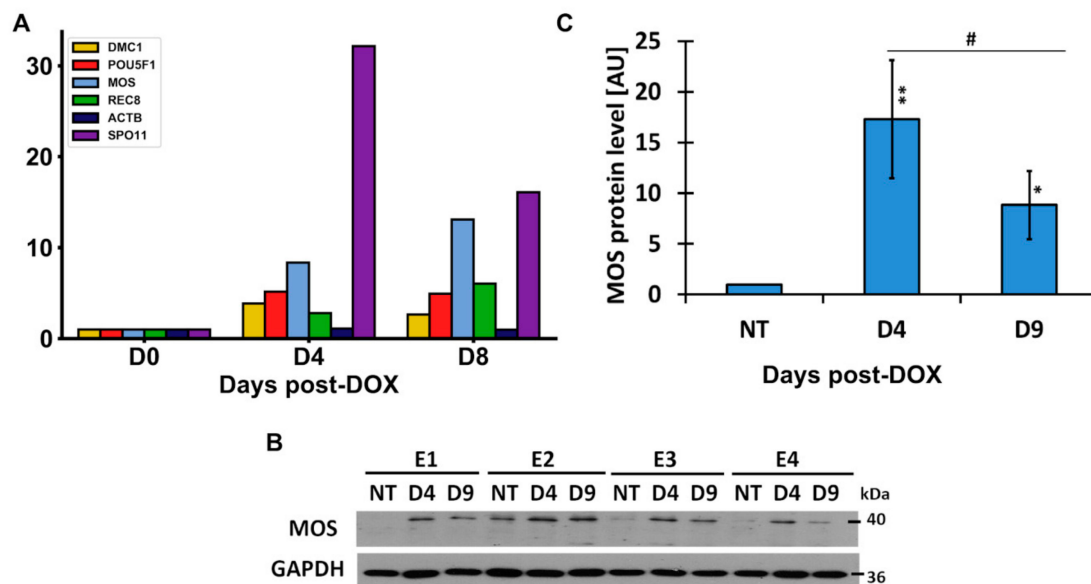 A
DMC1
POU5F1
MOS
REC8
ACTB
SPO11
30
20
10
0
D0 D4 D8
Days post-DOX
C
MOS protein level [AU]
25
20
15
10
5
0
#
**
*
NT D4 D9
Days post-DOX
B
E1 E2 E3 E4
NT D4 D9 NT D4 D9 NT D4 D9 NT D4 D9 kDa
MOS 40
GAPDH 36